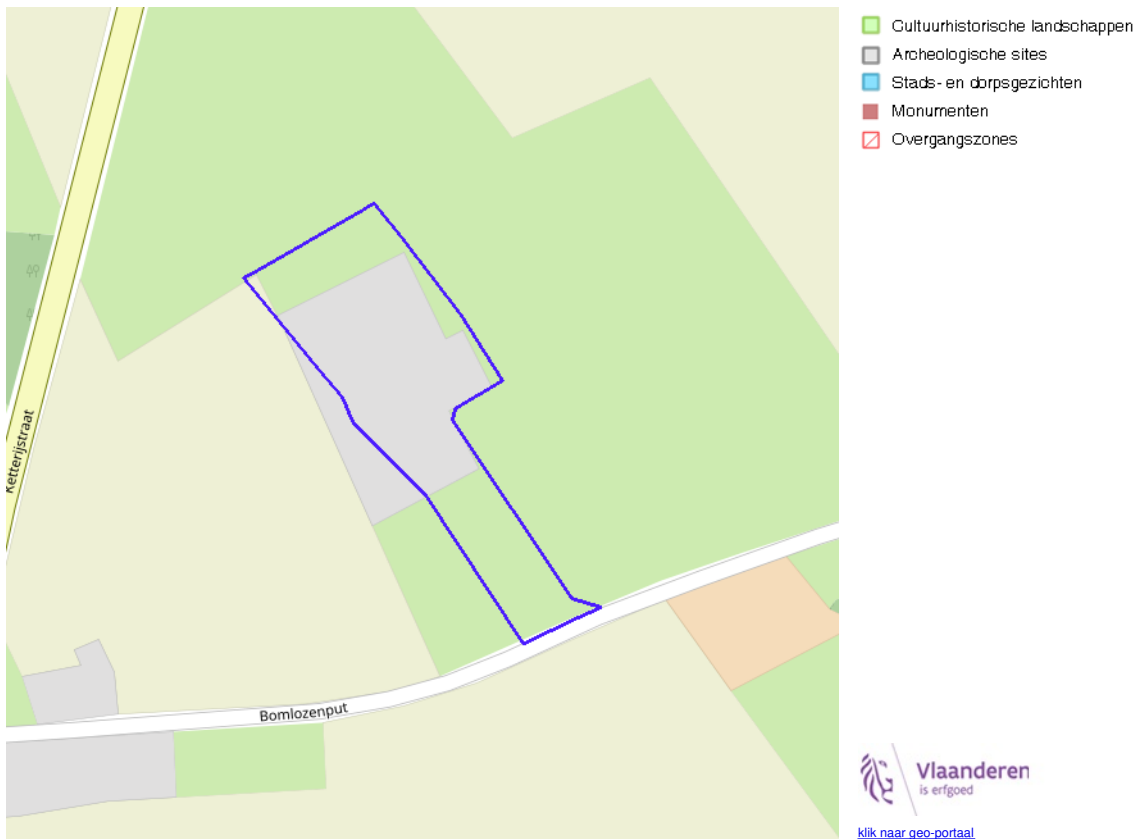 Cultuurhistorische landschappen
Archeologische sites
Stads- en dorpsgezichten
Monumenten
Overgangszones
Ketterijstraat
Bomlozenput
Vlaanderen
is erfgoed
klik naar geo-portaal